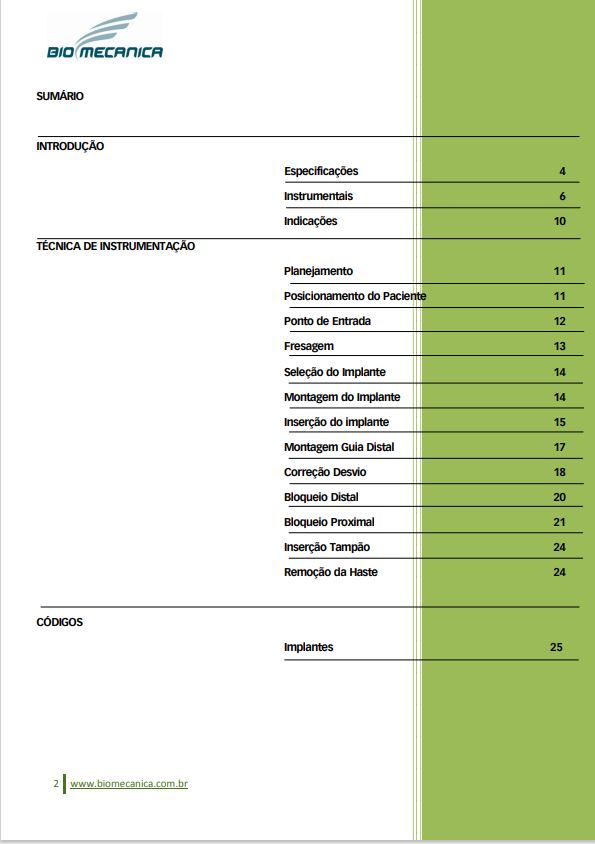 BIOMECANICA
SUMÁRIO
INTRODUÇÃO
Especificações 4
Instrumentais 6
Indicações 10
TÉCNICA DE INSTRUMENTAÇÃO
Planejamento 11
Posicionamento do Paciente 11
Ponto de Entrada 12
Fresagem 13
Seleção do Implante 14
Montagem do Implante 14
Inserção do implante 15
Montagem Guia Distal 17
Correção Desvio 18
Bloqueio Distal 20
Bloqueio Proximal 21
Inserção Tampão 24
Remoção da Haste 24
CÓDIGOS
Implantes 25
2 www.biomecanica.com.br